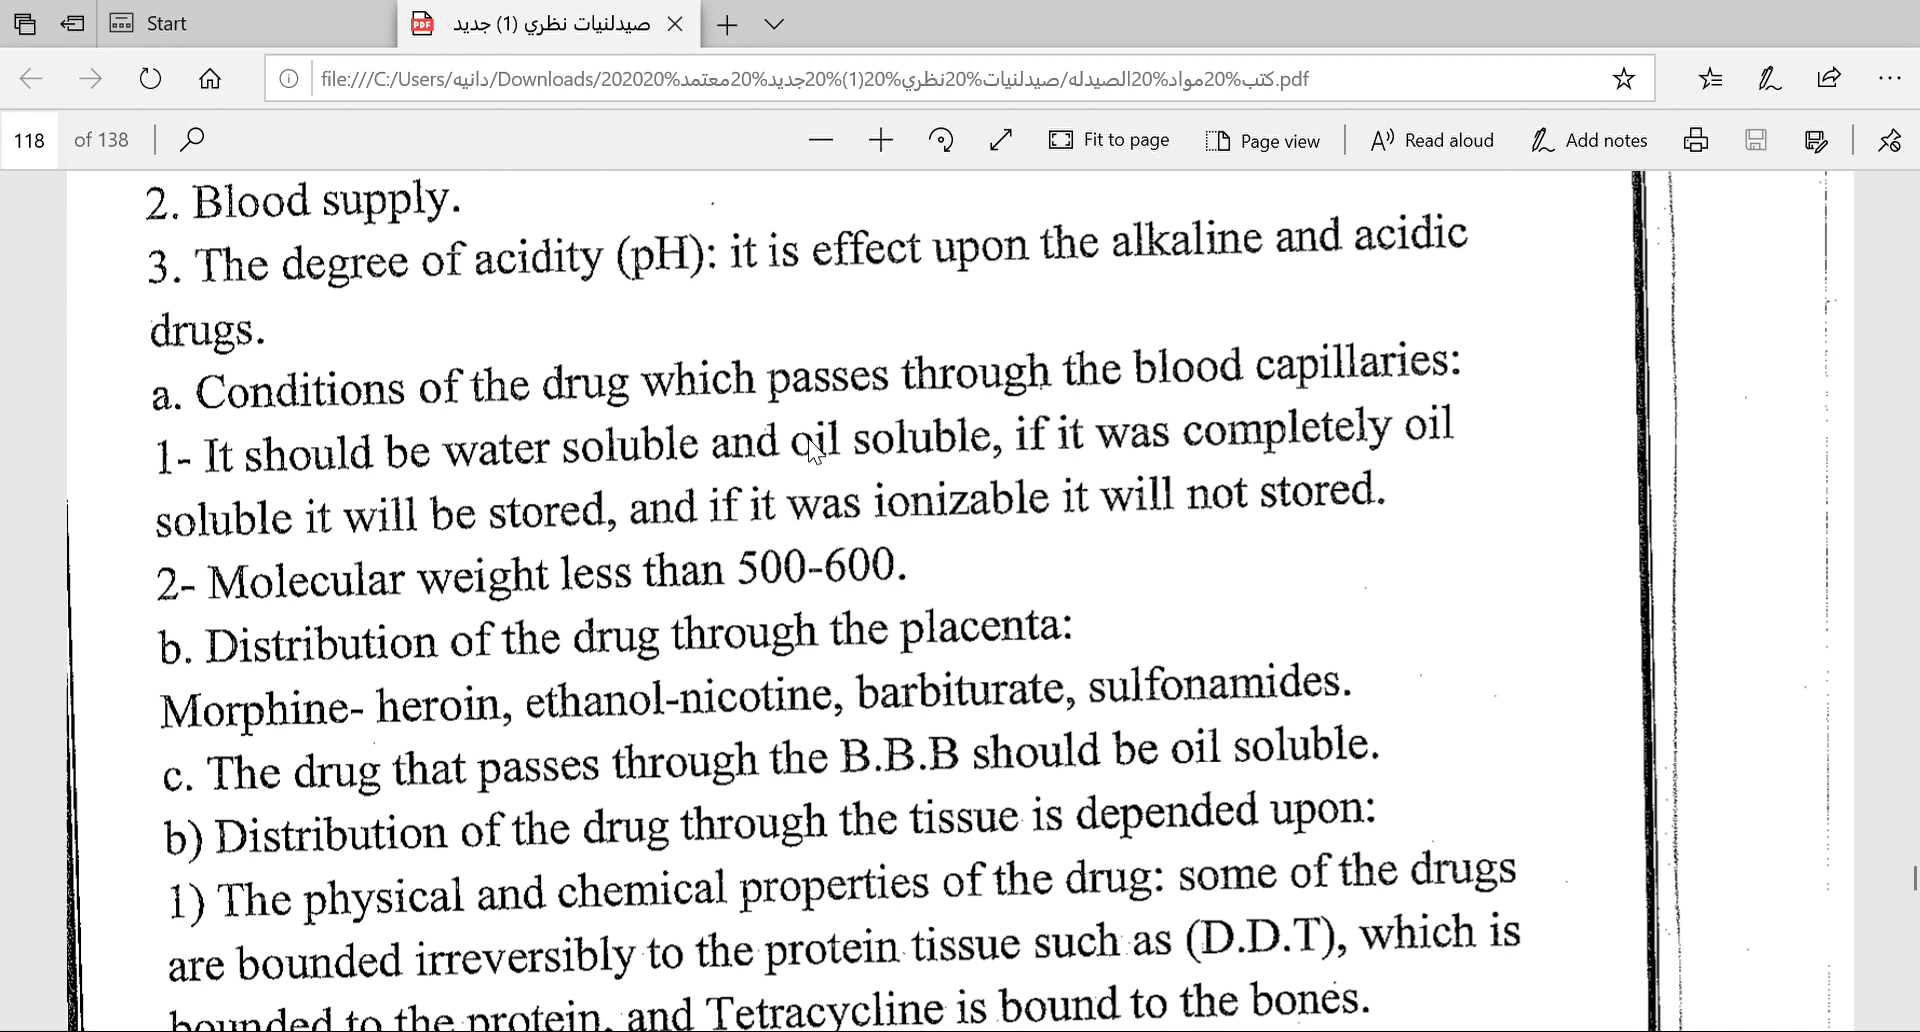 Start
صيدلنيات نظري (1) جديد
file:///C:/Users/دانيه/Downloads/202020%كتب%20مواد%20الصيدله/صيدلنيات%20نظري%20(1)%20جديد%20معتمد%.pdf
118 of 138
Fit to page
Page view
Read aloud
Add notes
2. Blood supply.
3. The degree of acidity (pH): it is effect upon the alkaline and acidic
drugs.
a. Conditions of the drug which passes through the blood capillaries:
1- It should be water soluble and oil soluble, if it was completely oil
soluble it will be stored, and if it was ionizable it will not stored.
2- Molecular weight less than 500-600.
b. Distribution of the drug through the placenta:
Morphine- heroin, ethanol-nicotine, barbiturate, sulfonamides.
c. The drug that passes through the B.B.B should be oil soluble.
b) Distribution of the drug through the tissue is depended upon:
1) The physical and chemical properties of the drug: some of the drugs
are bounded irreversibly to the protein tissue such as (D.D.T), which is
bounded to the protein, and Tetracycline is bound to the bones.